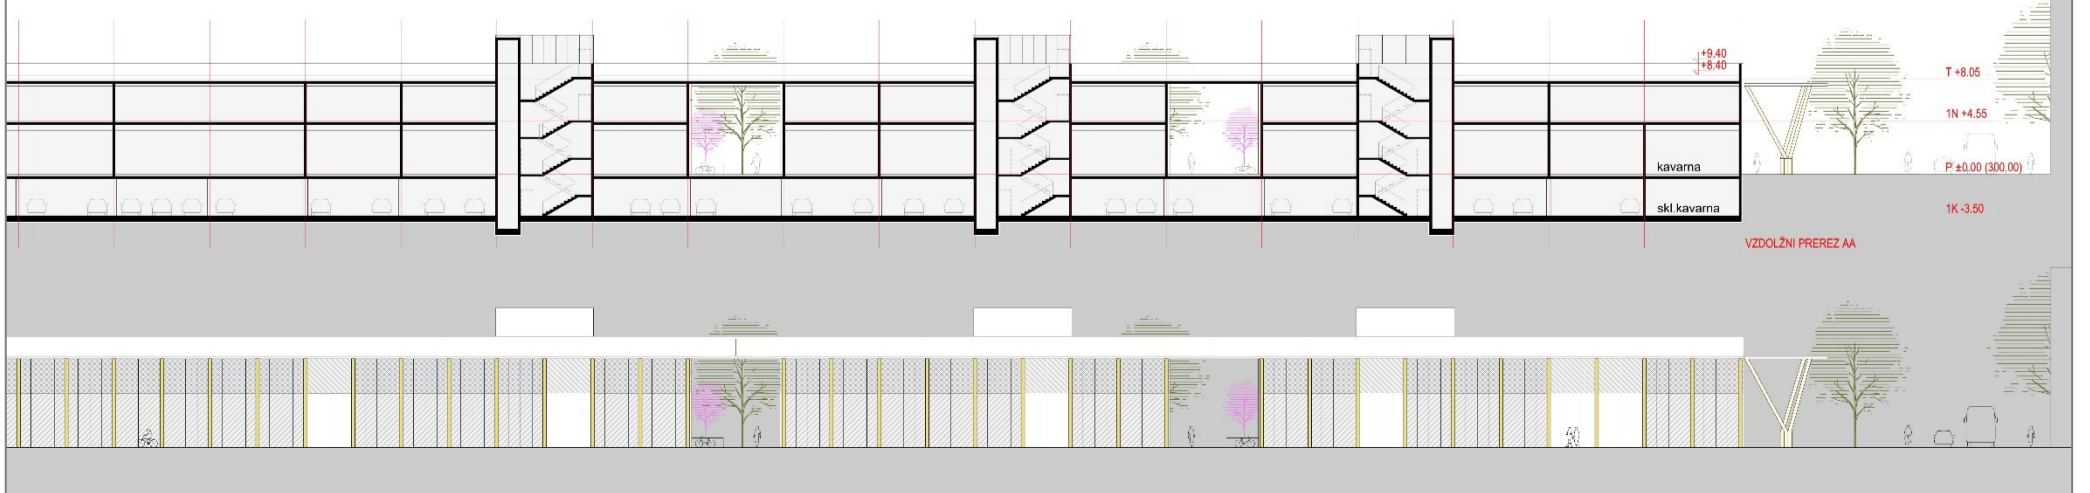 +9.40
+8.40
T +8.05
1N +4.55
kavarna
P ±0.00 (300.00)
skl.kavarna
1K -3.50
VZDOLŽNI PREREZ AA